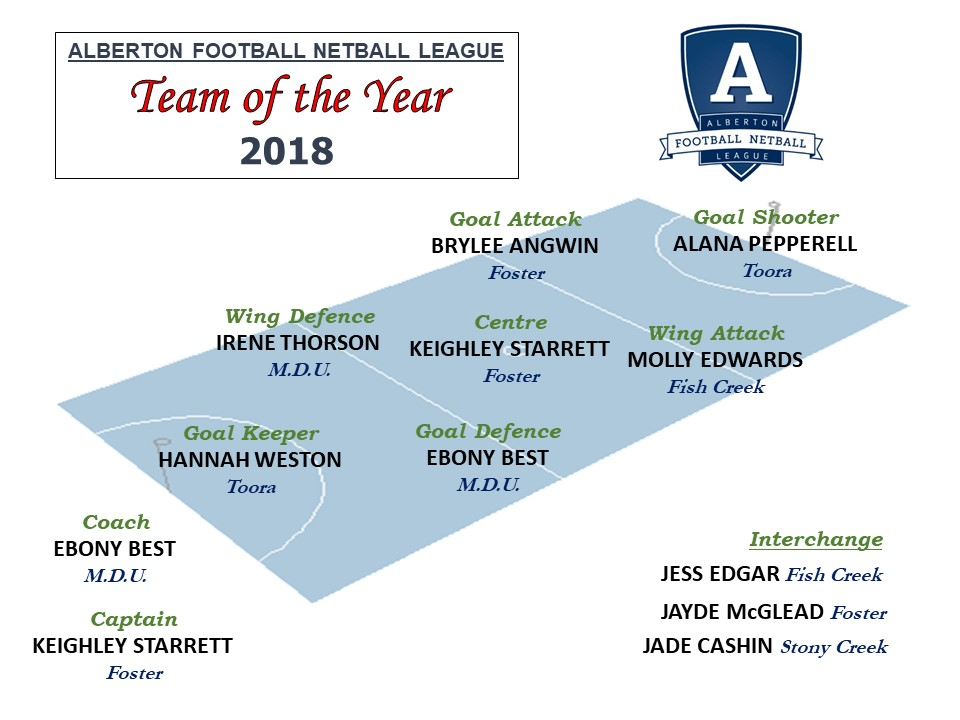 ALBERTON FOOTBALL NETBALL LEAGUE
Team of the Year
2018
A
ALBERTON
FOOTBALL NETBALL
LEAGUE
Goal Attack
BRYLEE ANGWIN
Foster
Goal Shooter
ALANA PEPPERELL
Toora
Wing Defence
IRENE THORSON
M.D.U.
Centre
KEIGHLEY STARRETT
Foster
Wing Attack
MOLLY EDWARDS
Fish Creek
Goal Keeper
HANNAH WESTON
Toora
Goal Defence
EBONY BEST
M.D.U.
Coach
EBONY BEST
M.D.U.
Captain
KEIGHLEY STARRETT
Foster
Interchange
JESS EDGAR Fish Creek
JAYDE McGLEAD Foster
JADE CASHIN Stony Creek